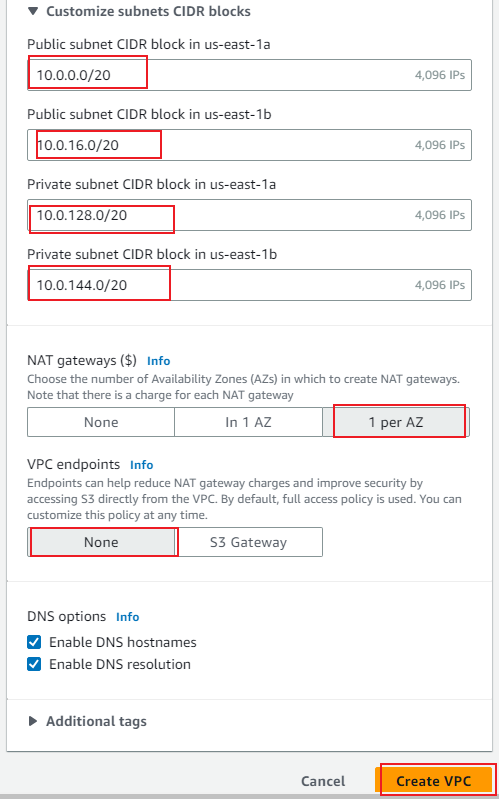 Customize subnets CIDR blocks
Public subnet CIDR block in us-east-1a
10.0.0.0/20 4,096 IPs
Public subnet CIDR block in us-east-1b
10.0.16.0/20 4,096 IPs
Private subnet CIDR block in us-east-1a
10.0.128.0/20 4,096 IPs
Private subnet CIDR block in us-east-1b
10.0.144.0/20 4,096 IPs
NAT gateways ($) Info
Choose the number of Availability Zones (AZs) in which to create NAT gateways.
Note that there is a charge for each NAT gateway
None In 1 AZ 1 per AZ
VPC endpoints Info
Endpoints can help reduce NAT gateway charges and improve security by
accessing S3 directly from the VPC. By default, full access policy is used. You can
customize this policy at any time.
None S3 Gateway
DNS options Info
Enable DNS hostnames
Enable DNS resolution
Additional tags
Cancel Create VPC